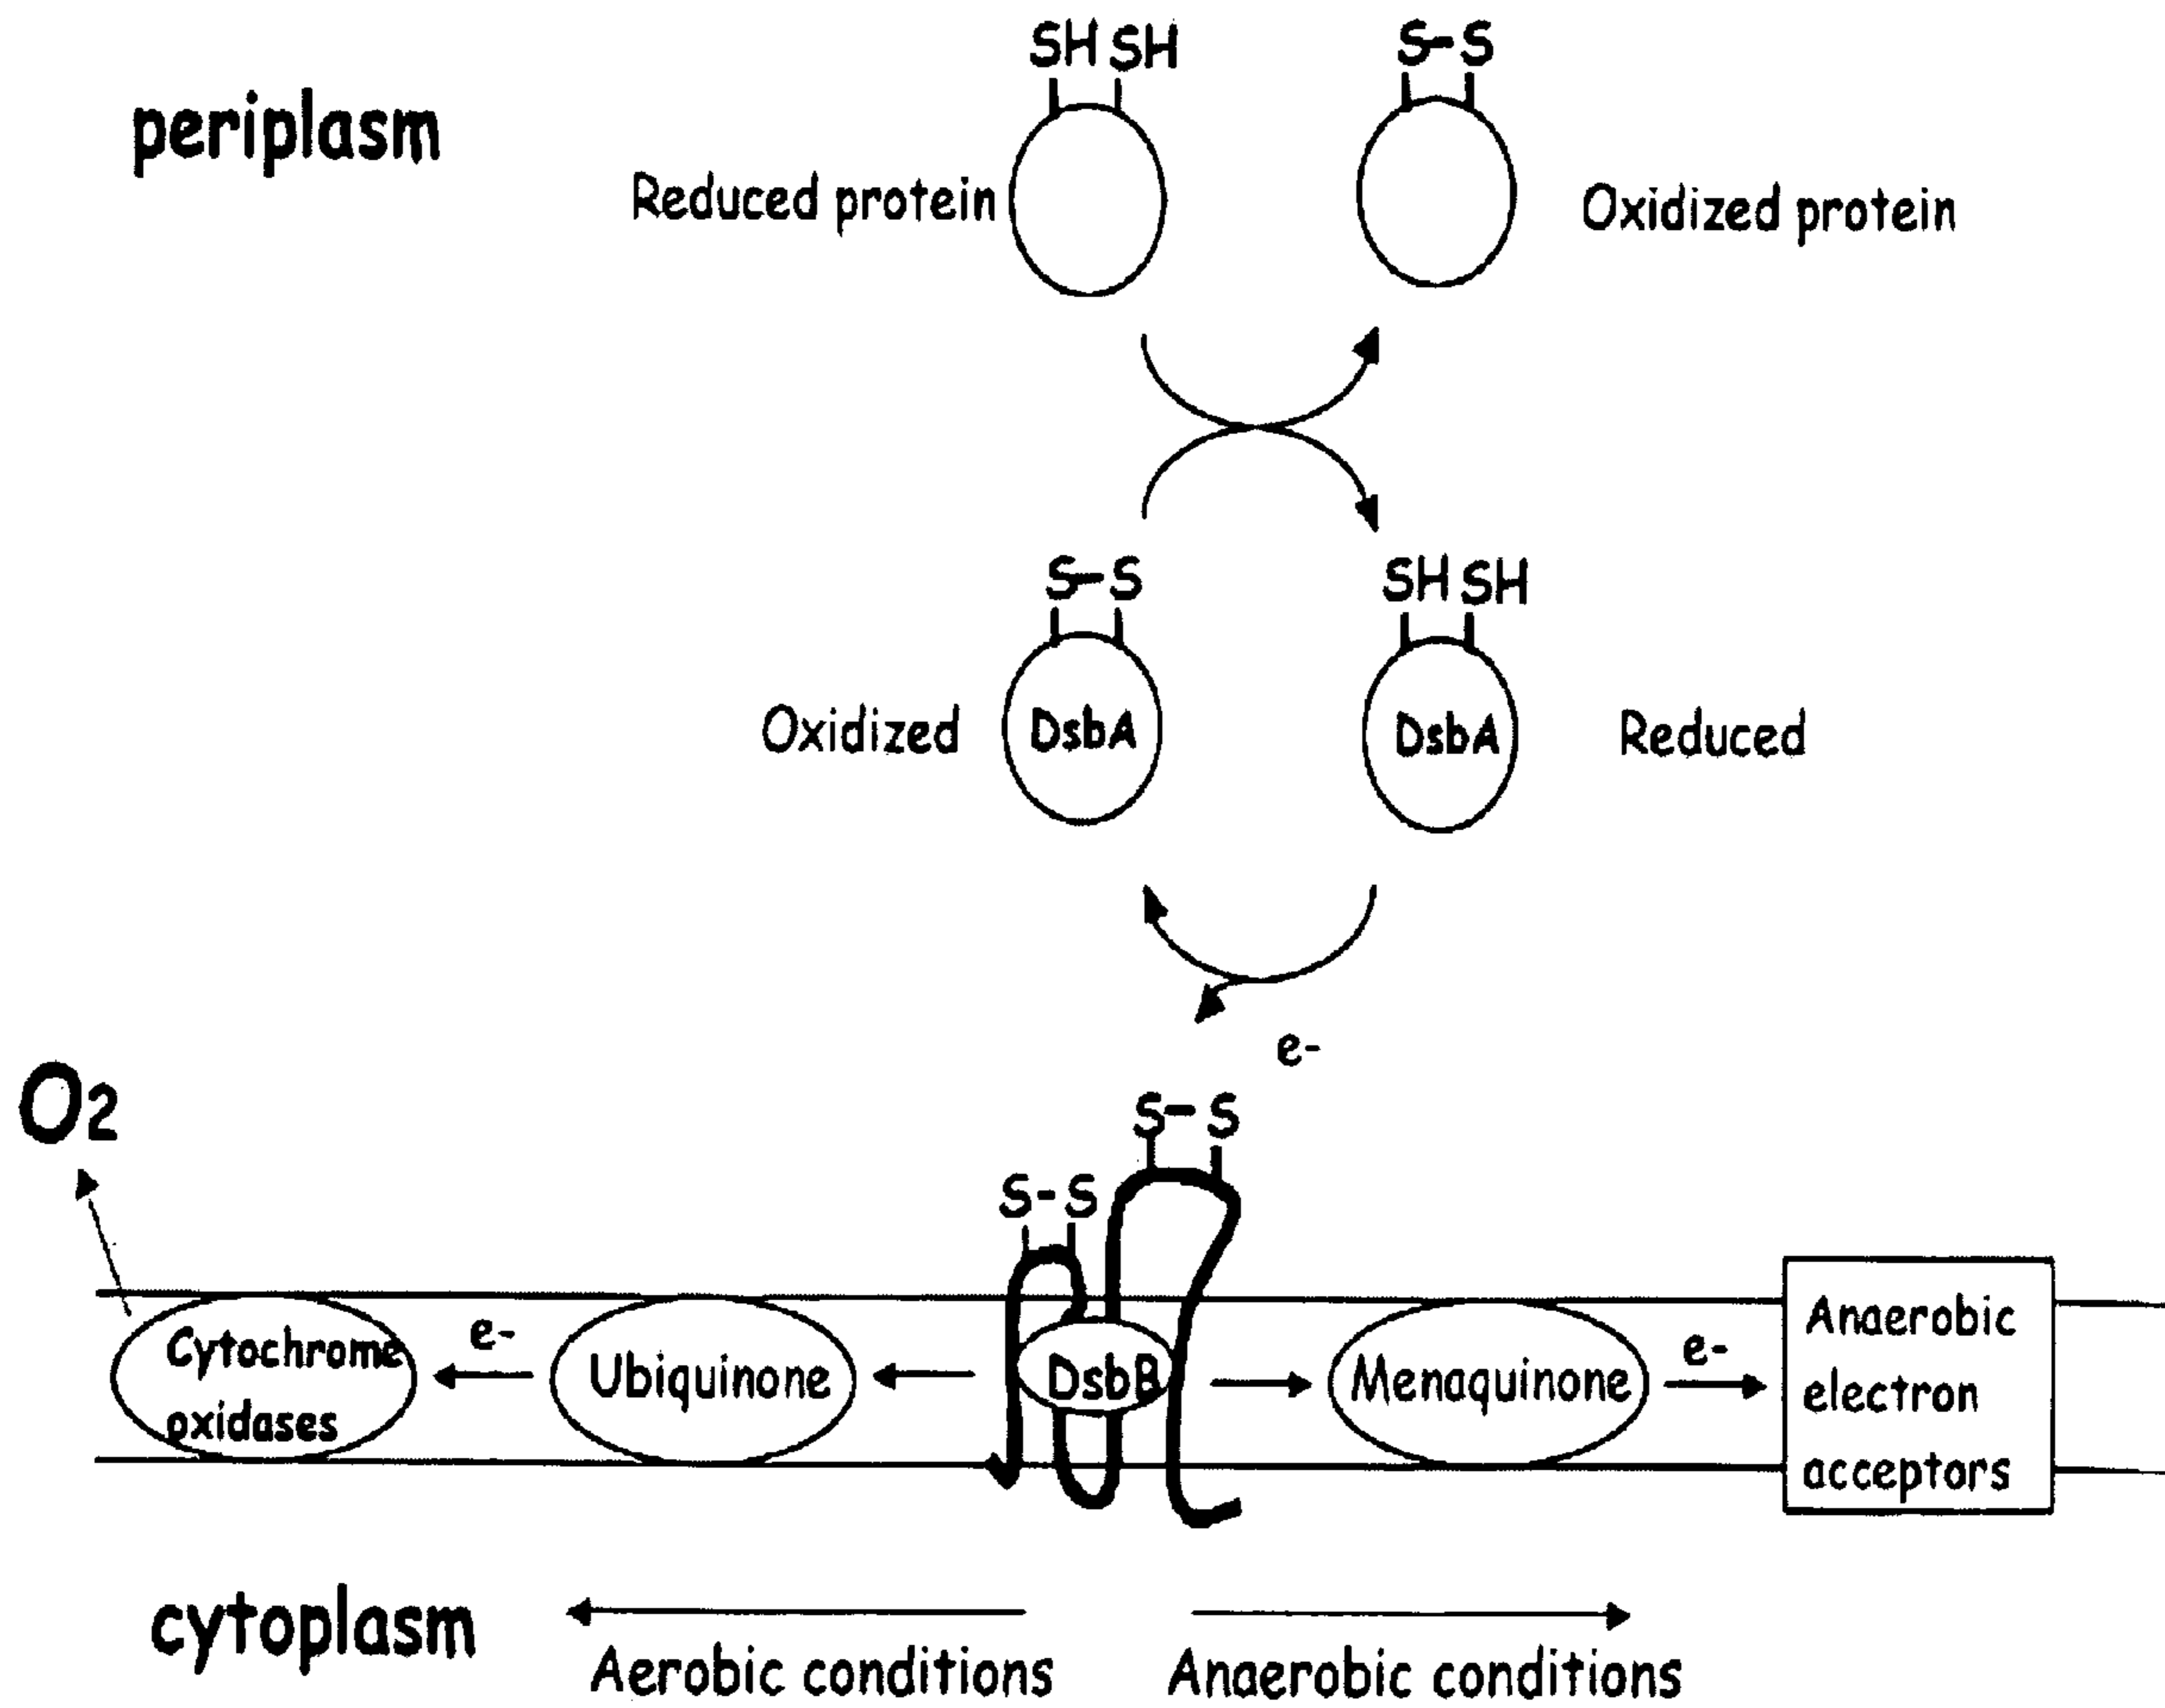 SH SH
S-S
periplasm
Reduced protein
Oxidized protein
S-S
SH SH
Oxidized
DsbA
DsbA
Reduced
e-
O2
S-S
S-S
Cytochrome
oxidases
e-
Ubiquinone
DsbB
Menaquinone
e-
Anaerobic
electron
acceptors
cytoplasm
Aerobic conditions
Anaerobic conditions